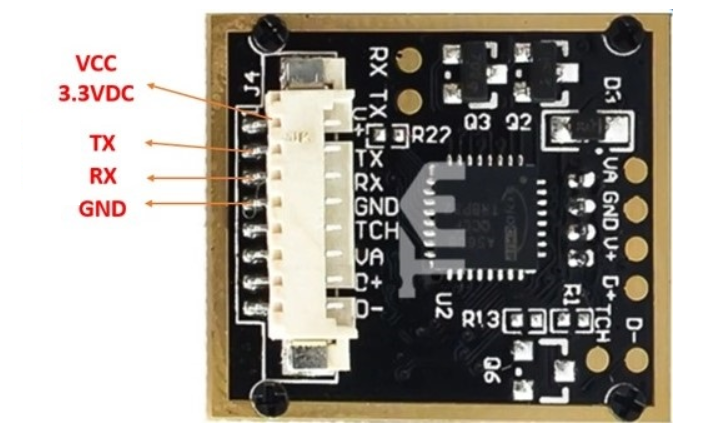 VCC
3.3VDC
TX
RX
GND
J4
V+
TX
RX
GND
TCH
VA
D+
D-
RX
TX
R22
Q3
Q2
U2
R13
R1
Q6
VA
GND
V+
D+
TCH
D-